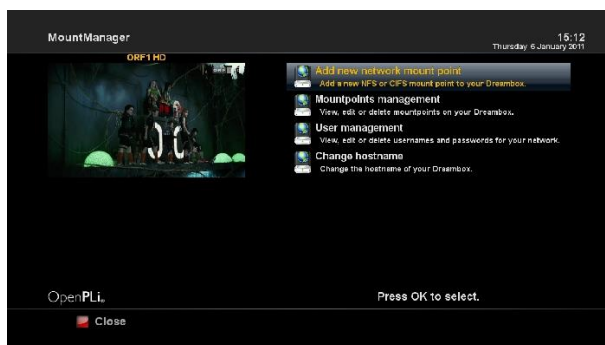 MountManager
15:12
Thursday 6 January 2011
ORF1 HD
Add new network mount point
Add a new NFS or CIFS mount point to your Dreambox.
Mountpoints management
View, edit or delete mountpoints on your Dreambox.
User management
View, edit or delete usernames and passwords for your network.
Change hostname
Change the hostname of your Dreambox.
OpenPLi®
Press OK to select.
Close